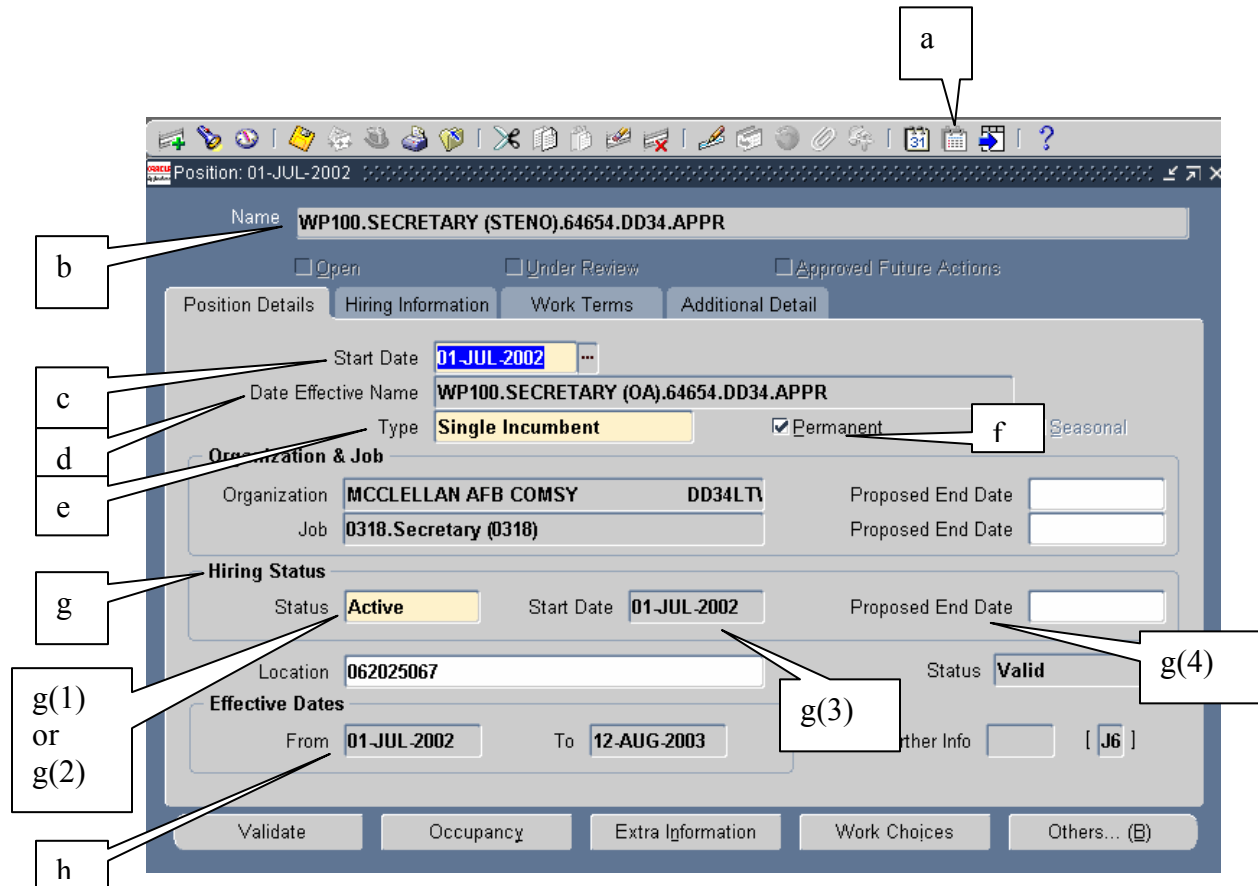 a
31
?
ORACLE
Position: 01-JUL-2002
Name WP100.SECRETARY (STENO).64654.DD34.APPR
b
Open Under Review Approved Future Actions
Position Details Hiring Information Work Terms Additional Detail
Start Date 01-JUL-2002 ...
c
Date Effective Name WP100.SECRETARY (OA).64654.DD34.APPR
Type Single Incumbent Permanent f Seasonal
d
Organization & Job
e
Organization MCCLELLAN AFB COMSY DD34LT Proposed End Date
Job 0318.Secretary (0318) Proposed End Date
Hiring Status
g
Status Active Start Date 01-JUL-2002 Proposed End Date
g(4)
Location 062025067 Status Valid
g(1)
or
g(2)
g(3)
Effective Dates
From 01-JUL-2002 To 12-AUG-2003 rther Info [ J6 ]
Validate Occupancy Extra Information Work Choices Others... (B)
h